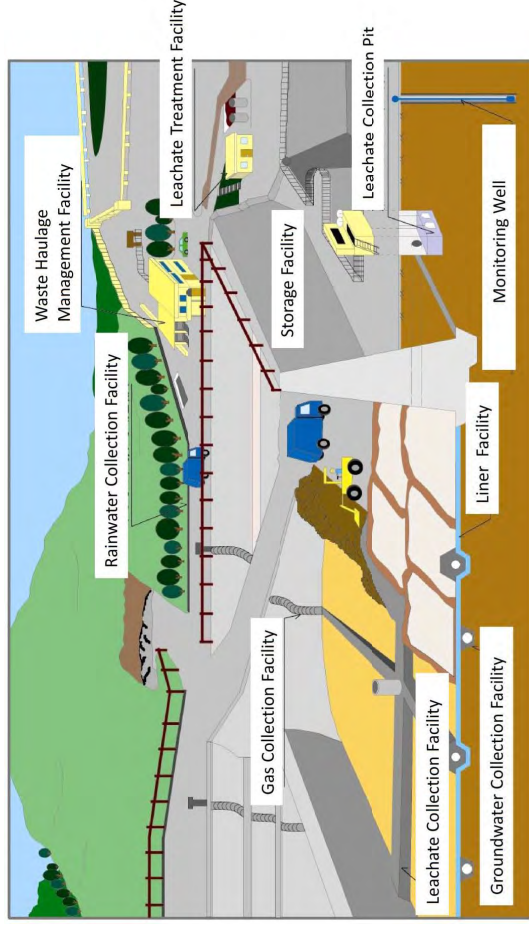 Waste Haulage
Management Facility
Leachate Treatment Facility
Rainwater Collection Facility
Storage Facility
Leachate Collection Pit
Gas Collection Facility
Leachate Collection Facility
Groundwater Collection Facility
Liner Facility
Monitoring Well